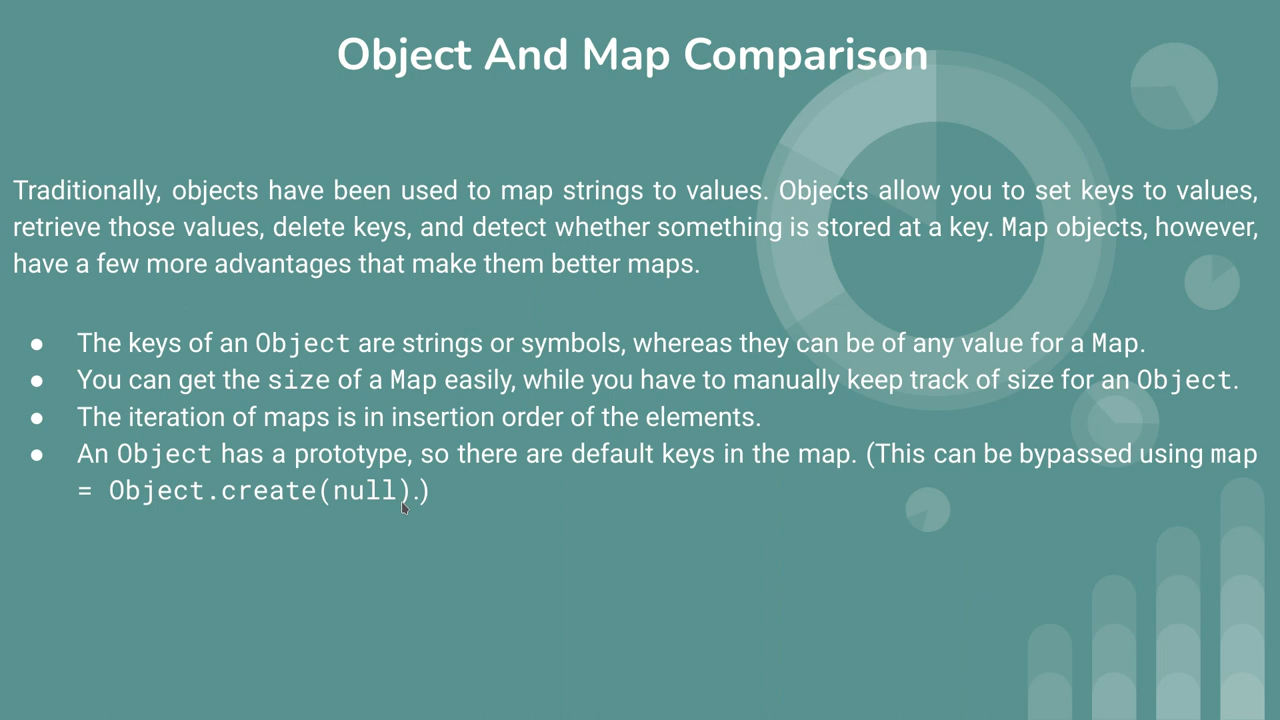 Object And Map Comparison
Traditionally, objects have been used to map strings to values. Objects allow you to set keys to values,
retrieve those values, delete keys, and detect whether something is stored at a key. Map objects, however,
have a few more advantages that make them better maps.
● The keys of an Object are strings or symbols, whereas they can be of any value for a Map.
● You can get the size of a Map easily, while you have to manually keep track of size for an Object.
● The iteration of maps is in insertion order of the elements.
● An Object has a prototype, so there are default keys in the map. (This can be bypassed using map
= Object.create(null).)